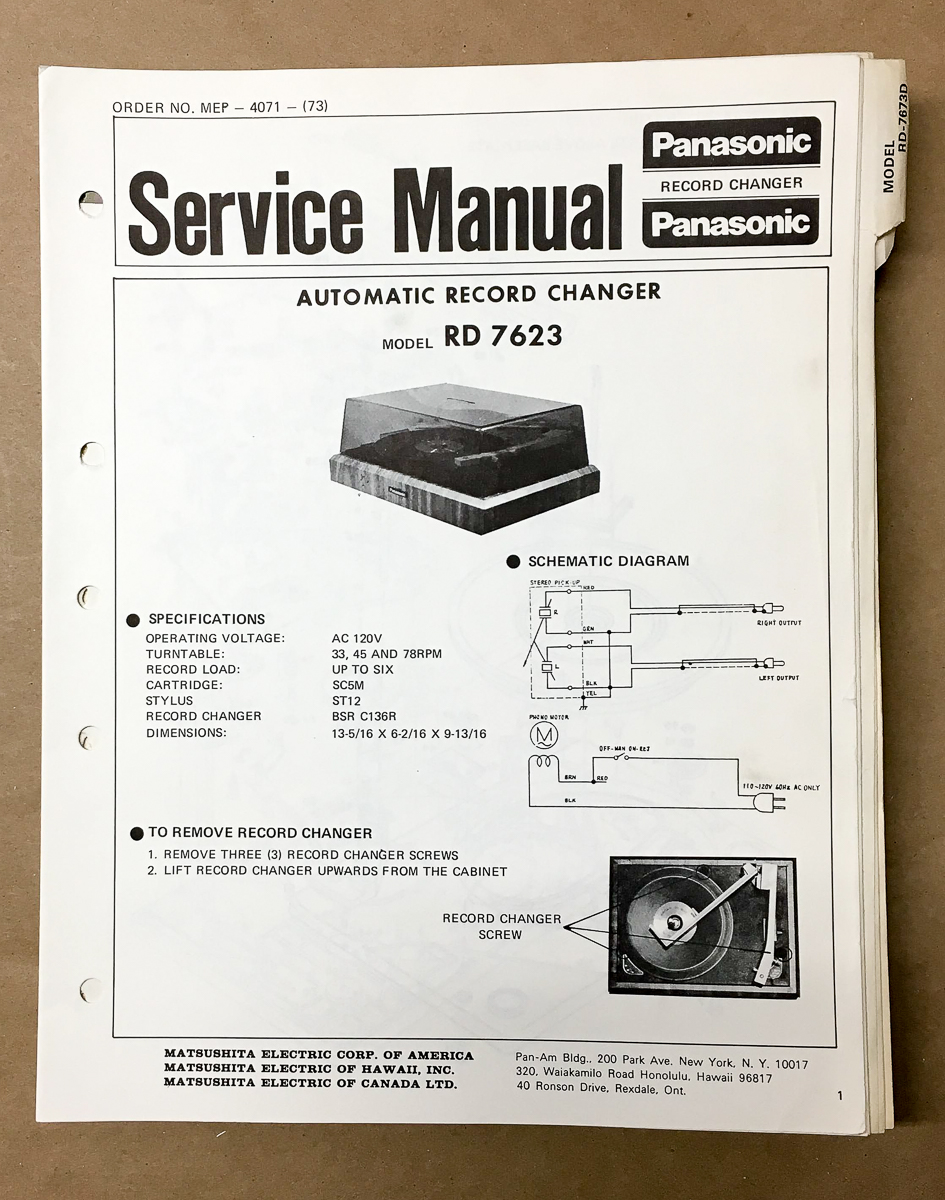 ORDER NO. MEP – 4071 – (73)
Service Manual
Panasonic
RECORD CHANGER
Panasonic
MODEL
RD-7673D
AUTOMATIC RECORD CHANGER
MODEL RD 7623
SCHEMATIC DIAGRAM
STEREO PICK-UP
RED
R
GRN
RIGHT OUTPUT
WHT
L
BLK
YEL
LEFT OUTPUT
PHONO MOTOR
M
OFF-MAN ON-REJ
BRN
RED
BLK
110~120V 60Hz AC ONLY
SPECIFICATIONS
OPERATING VOLTAGE: AC 120V
TURNTABLE: 33, 45 AND 78RPM
RECORD LOAD: UP TO SIX
CARTRIDGE: SC5M
STYLUS ST12
RECORD CHANGER BSR C136R
DIMENSIONS: 13-5/16 X 6-2/16 X 9-13/16
TO REMOVE RECORD CHANGER
1. REMOVE THREE (3) RECORD CHANGER SCREWS
2. LIFT RECORD CHANGER UPWARDS FROM THE CABINET
RECORD CHANGER
SCREW
MATSUSHITA ELECTRIC CORP. OF AMERICA Pan-Am Bldg., 200 Park Ave. New York, N. Y. 10017
MATSUSHITA ELECTRIC OF HAWAII, INC. 320, Waiakamilo Road Honolulu, Hawaii 96817
MATSUSHITA ELECTRIC OF CANADA LTD. 40 Ronson Drive, Rexdale, Ont.
1